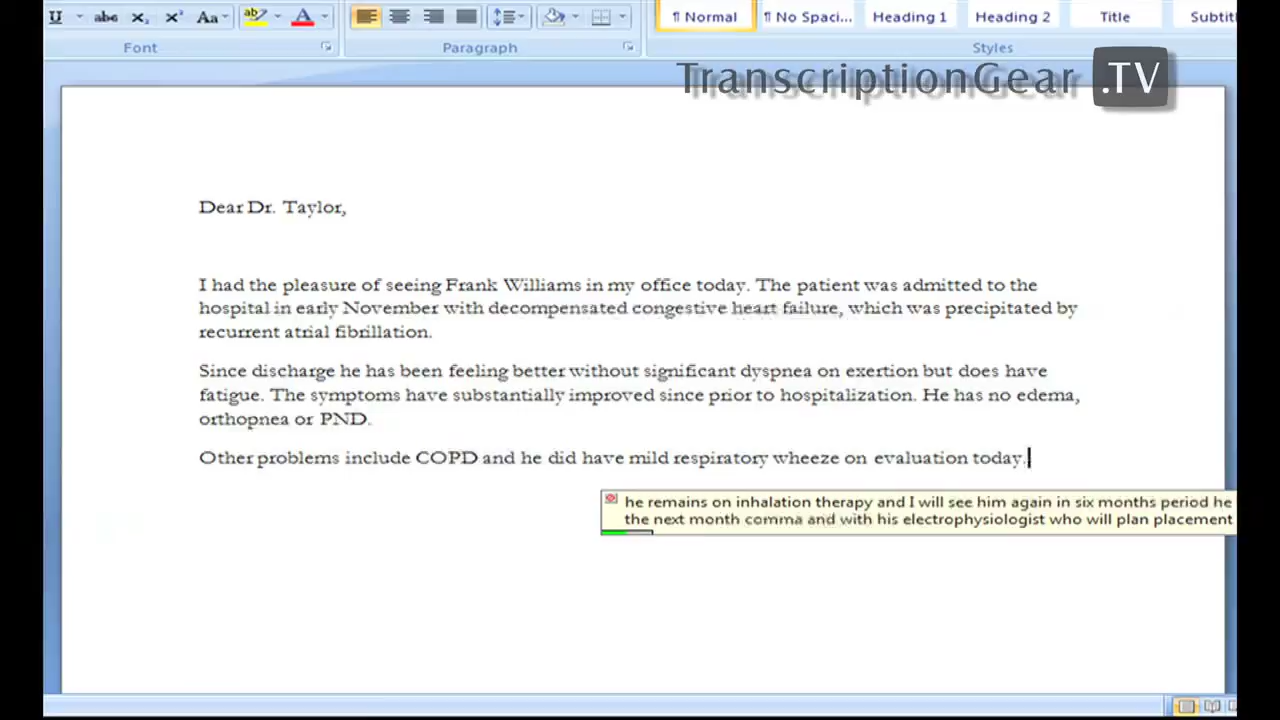 U abc x₂ x² Aa ab A
¶ Normal ¶ No Spaci... Heading 1 Heading 2 Title Subtit
Font Paragraph Styles
TranscriptionGear .TV
Dear Dr. Taylor,
I had the pleasure of seeing Frank Williams in my office today. The patient was admitted to the
hospital in early November with decompensated congestive heart failure, which was precipitated by
recurrent atrial fibrillation.
Since discharge he has been feeling better without significant dyspnea on exertion but does have
fatigue. The symptoms have substantially improved since prior to hospitalization. He has no edema,
orthopnea or PND.
Other problems include COPD and he did have mild respiratory wheeze on evaluation today.
he remains on inhalation therapy and I will see him again in six months period he
the next month comma and with his electrophysiologist who will plan placement